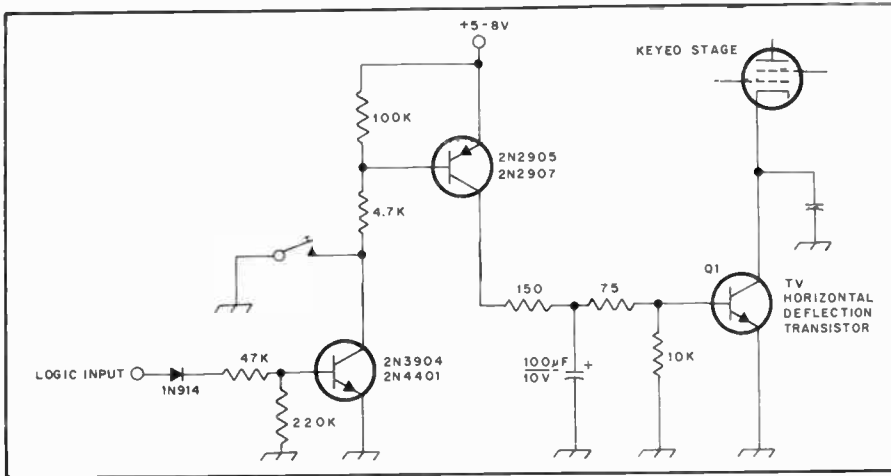 +5-8V
KEYED STAGE
100K
2N2905
2N2907
4.7K
Q1
TV
HORIZONTAL
DEFLECTION
TRANSISTOR
150
75
100µF
10V
+
10K
47K
LOGIC INPUT
1N914
2N3904
2N4401
220K